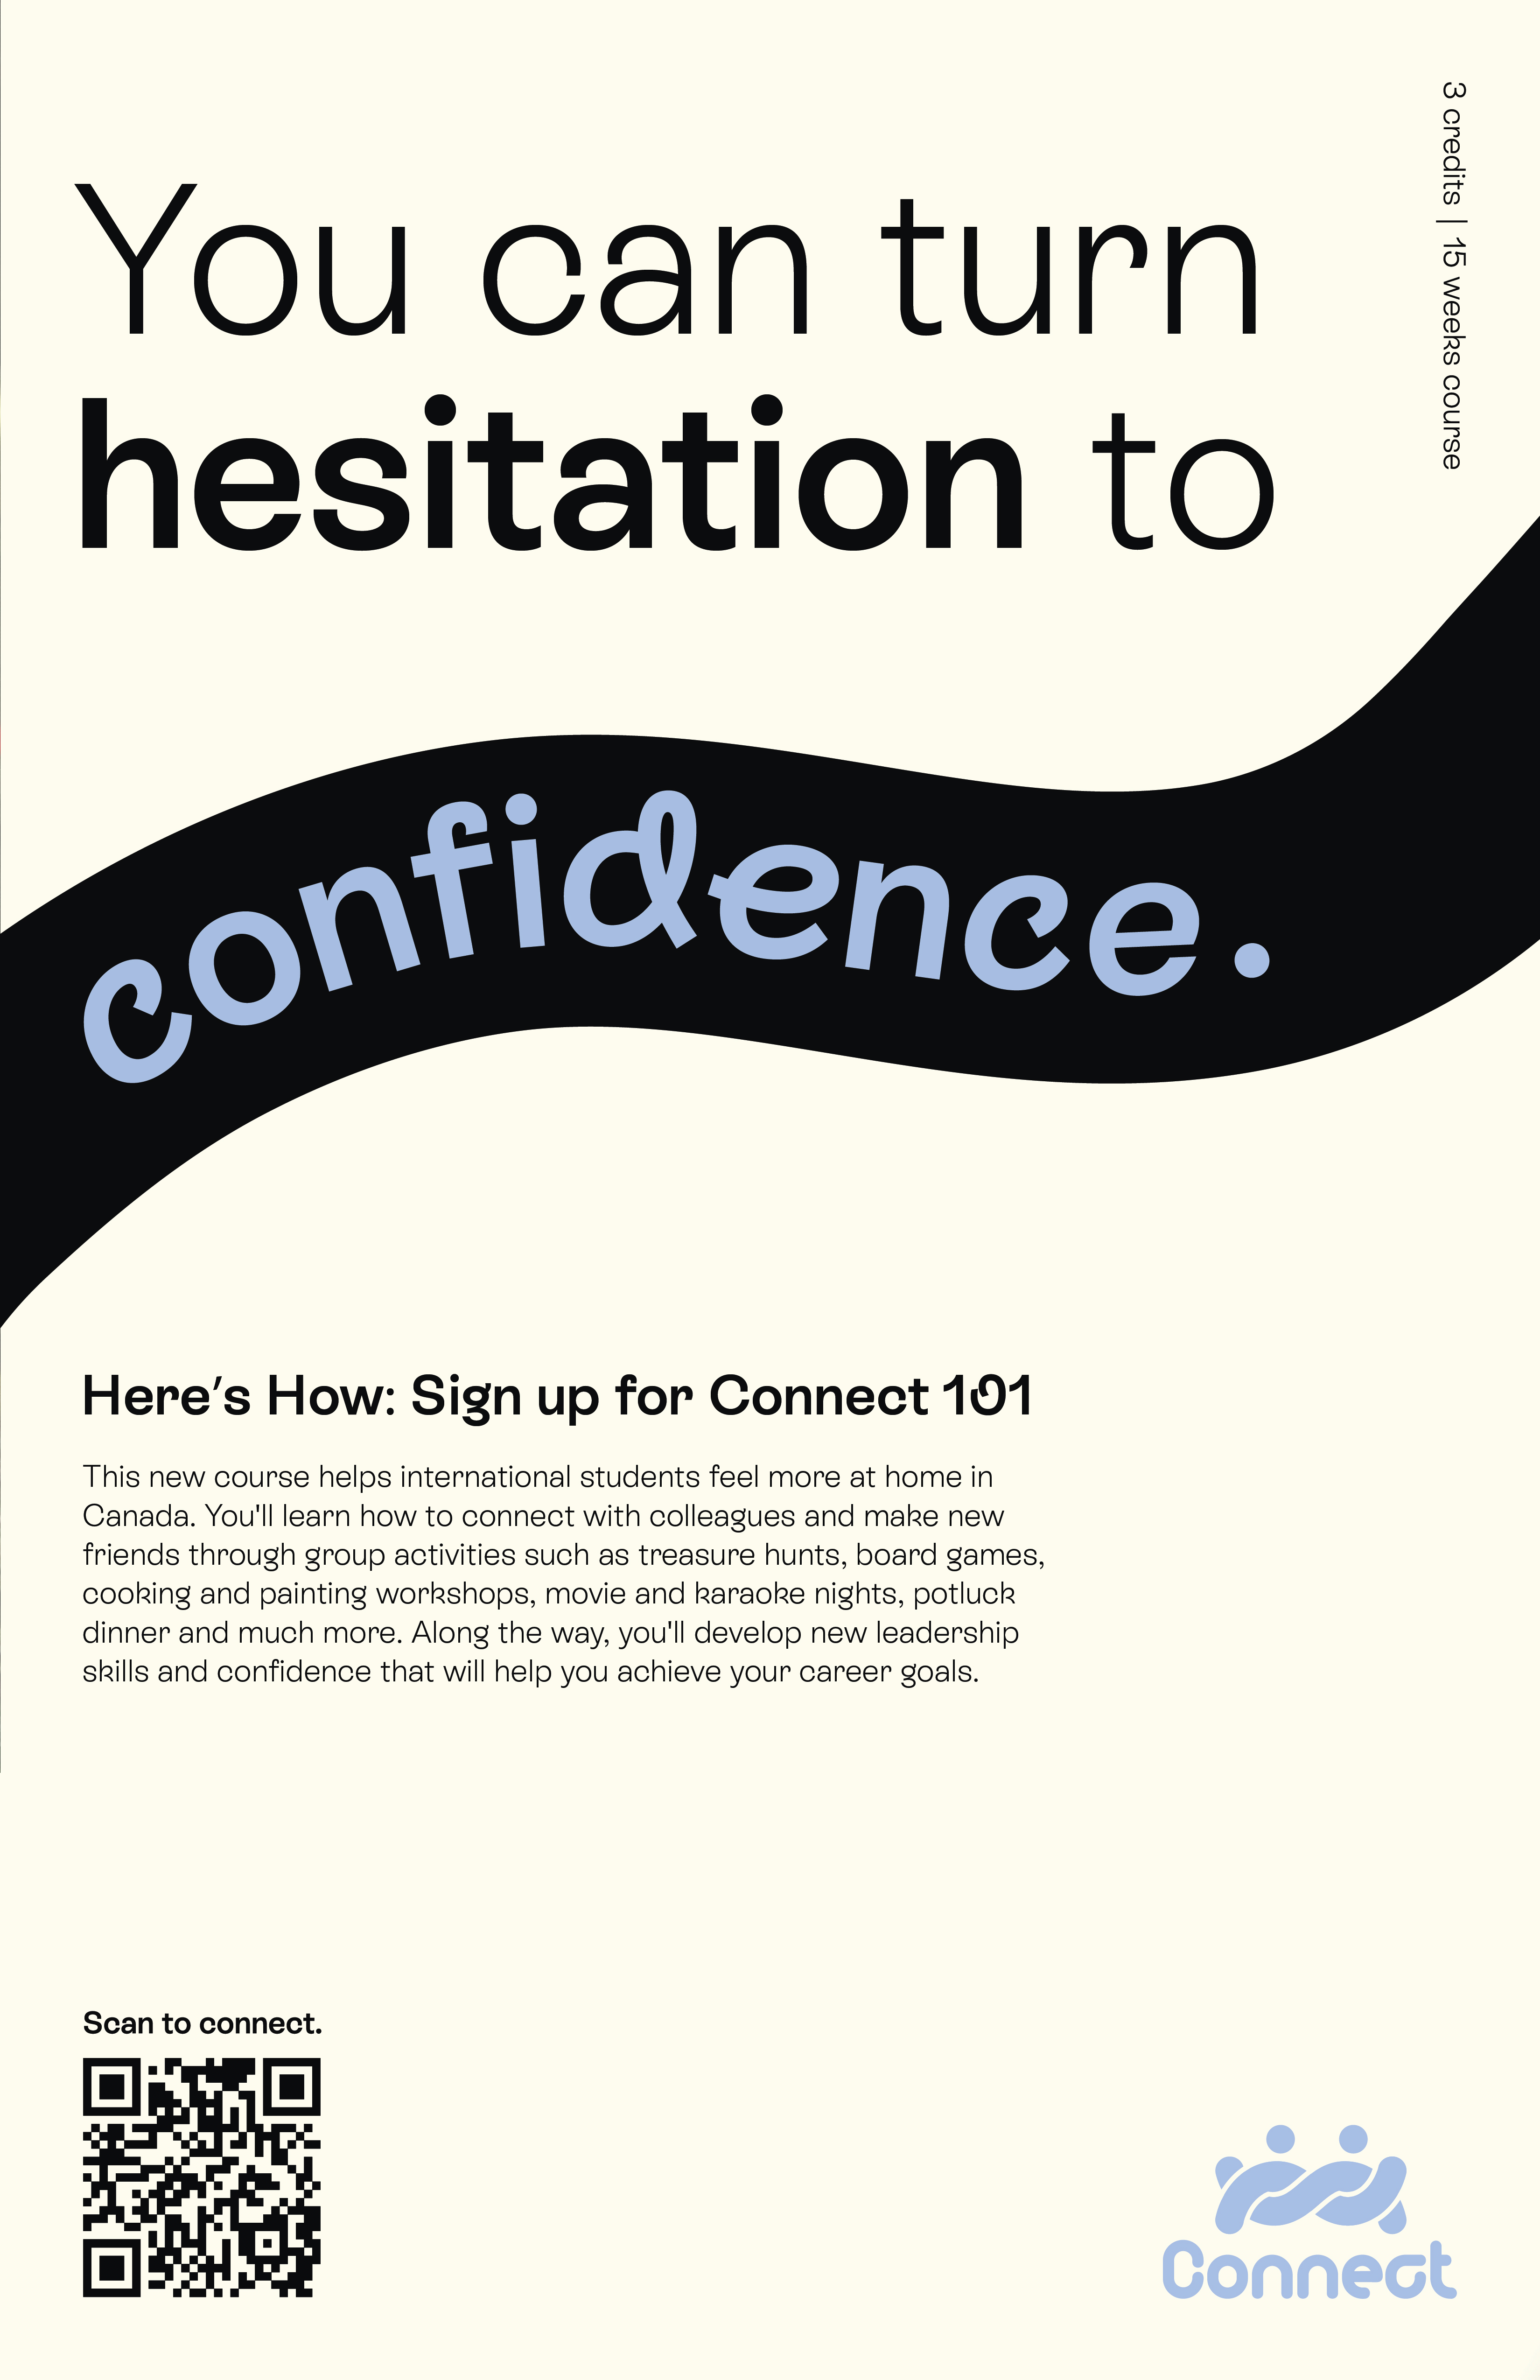 3 credits | 15 weeks course
You can turn
hesitation to
confidence.
Here's How: Sign up for Connect 101
This new course helps international students feel more at home in
Canada. You'll learn how to connect with colleagues and make new
friends through group activities such as treasure hunts, board games,
cooking and painting workshops, movie and karaoke nights, potluck
dinner and much more. Along the way, you'll develop new leadership
skills and confidence that will help you achieve your career goals.
Scan to connect.
Connect